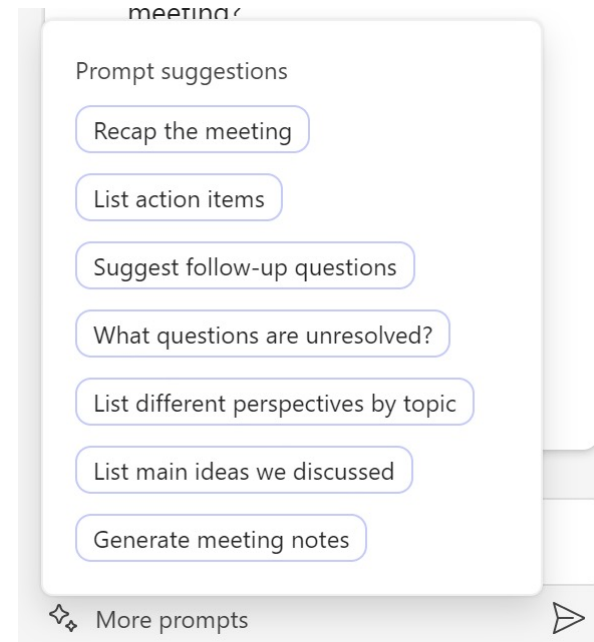 meeting?
Prompt suggestions
Recap the meeting
List action items
Suggest follow-up questions
What questions are unresolved?
List different perspectives by topic
List main ideas we discussed
Generate meeting notes
More prompts